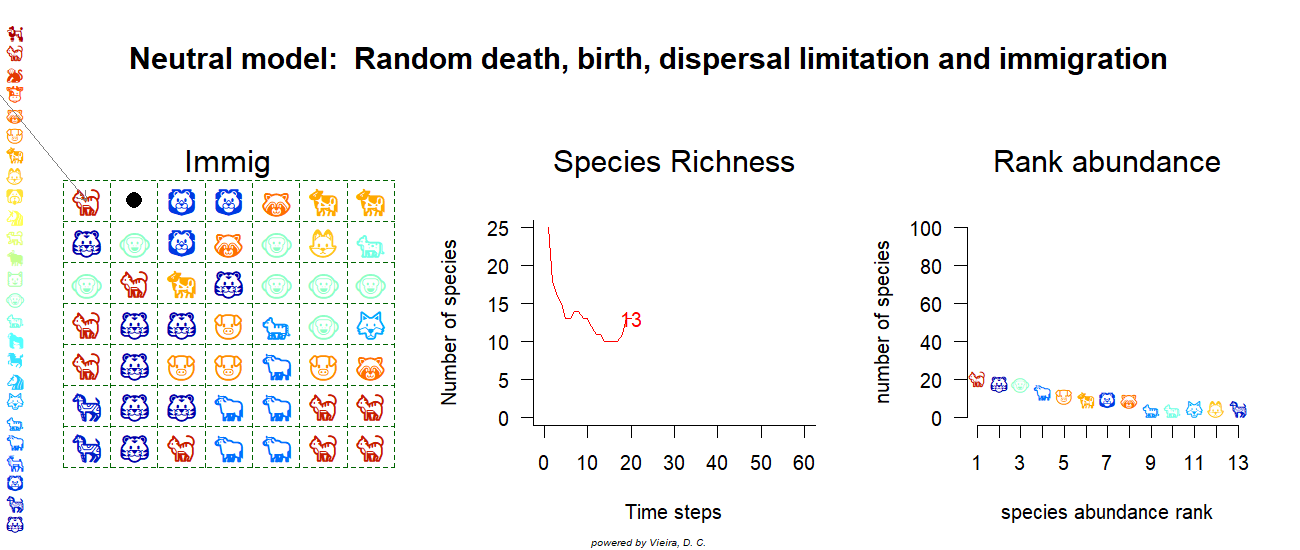 Neutral model:  Random death, birth, dispersal limitation and immigration
Immig
Species Richness
Number of species
25
20
15
10
5
0
13
0 10 20 30 40 50 60
Time steps
Rank abundance
number of species
100
80
60
40
20
0
1 3 5 7 9 11 13
species abundance rank
powered by Vieira, D. C.